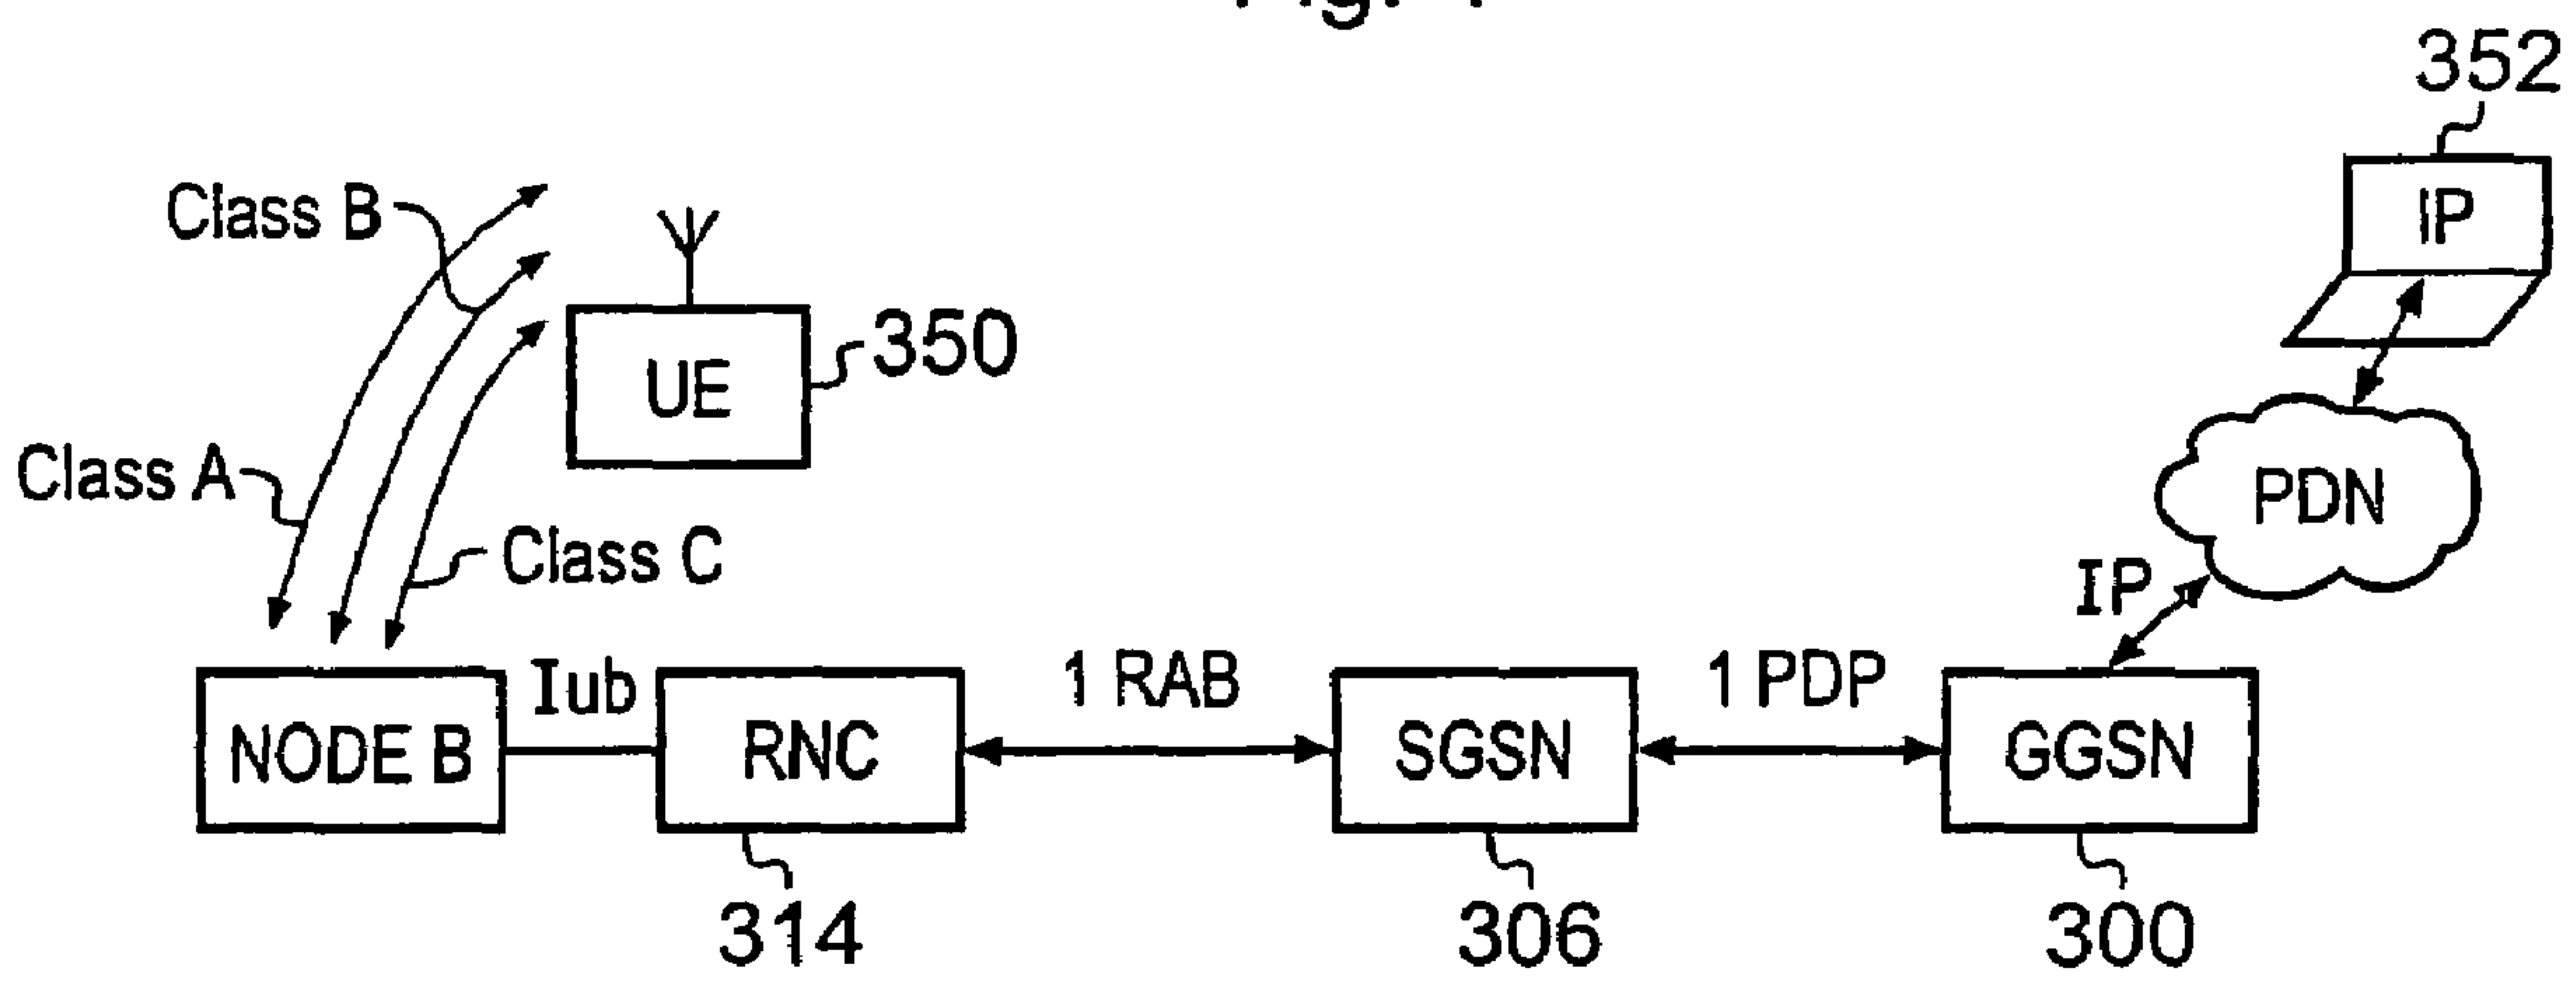 352
IP
Class B
350
UE
Class A
PDN
Class C
IP
Iub
1 RAB
1 PDP
NODE B
RNC
SGSN
GGSN
314
306
300